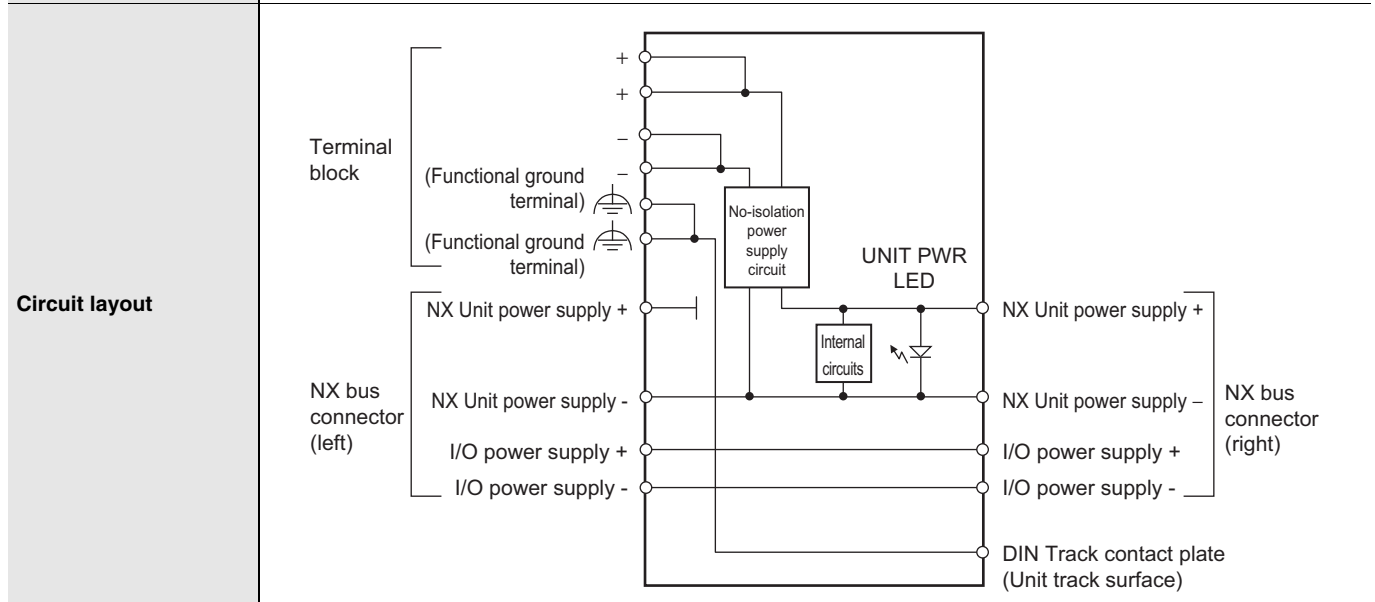 Circuit layout
Terminal
block
+
+
−
−
(Functional ground
terminal)
(Functional ground
terminal)
No-isolation
power
supply
circuit
UNIT PWR
LED
Internal
circuits
NX bus
connector
(left)
NX Unit power supply +
NX Unit power supply -
I/O power supply +
I/O power supply -
NX Unit power supply +
NX Unit power supply −
I/O power supply +
I/O power supply -
NX bus
connector
(right)
DIN Track contact plate
(Unit track surface)